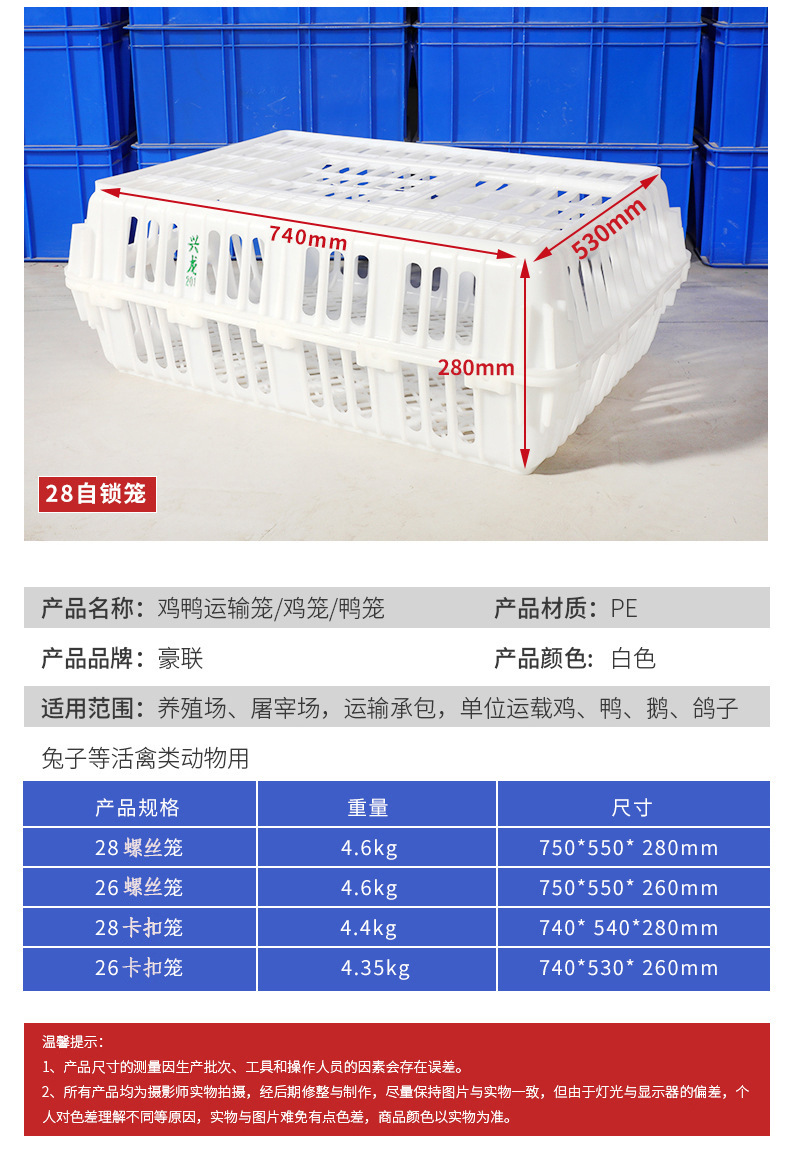 740mm
530mm
兴龙
201
280mm
28自锁笼
产品名称：鸡鸭运输笼/鸡笼/鸭笼 产品材质：PE
产品品牌：豪联 产品颜色: 白色
适用范围：养殖场、屠宰场，运输承包，单位运载鸡、鸭、鹅、鸽子
兔子等活禽类动物用
产品规格 重量 尺寸
28螺丝笼 4.6kg 750*550* 280mm
26螺丝笼 4.6kg 750*550* 260mm
28卡扣笼 4.4kg 740* 540*280mm
26卡扣笼 4.35kg 740*530* 260mm
温馨提示：
1、产品尺寸的测量因生产批次、工具和操作人员的因素会存在误差。
2、所有产品均为摄影师实物拍摄，经后期修整与制作，尽量保持图片与实物一致，但由于灯光与显示器的偏差，个
人对色差理解不同等原因，实物与图片难免有点色差，商品颜色以实物为准。